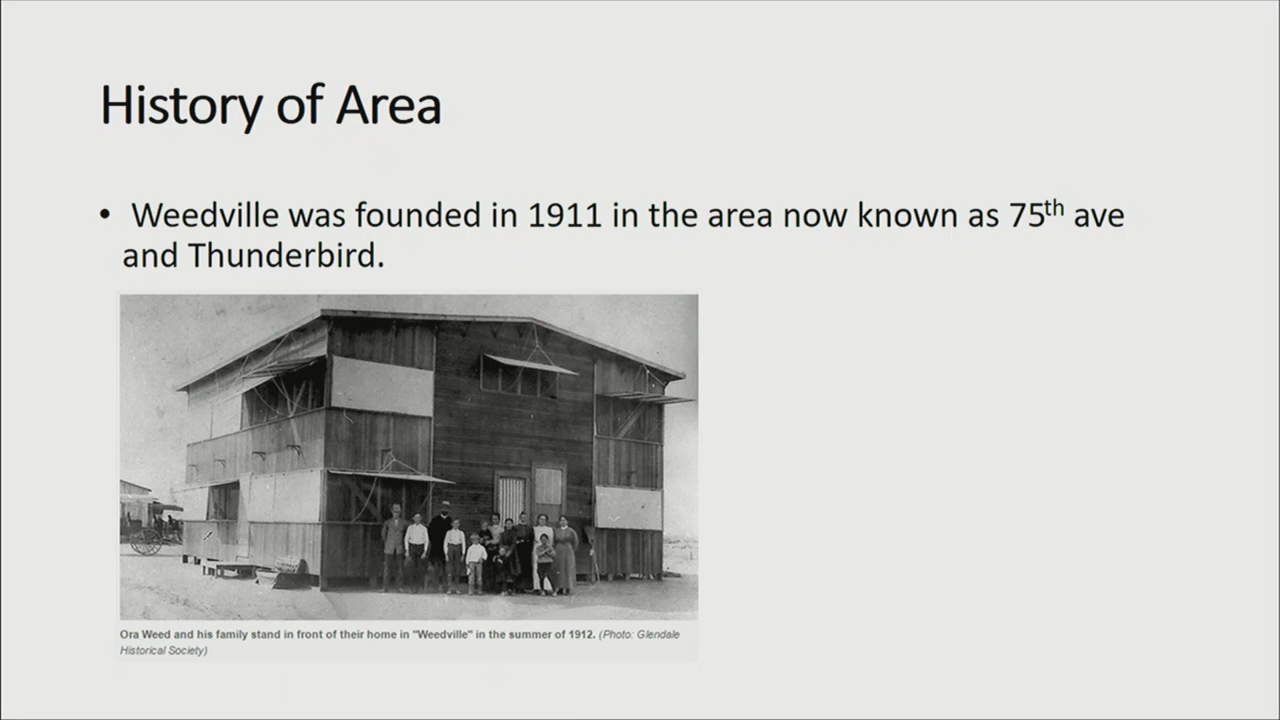 History of Area
• Weedville was founded in 1911 in the area now known as 75th ave
and Thunderbird.
Ora Weed and his family stand in front of their home in "Weedville" in the summer of 1912. (Photo: Glendale
Historical Society)